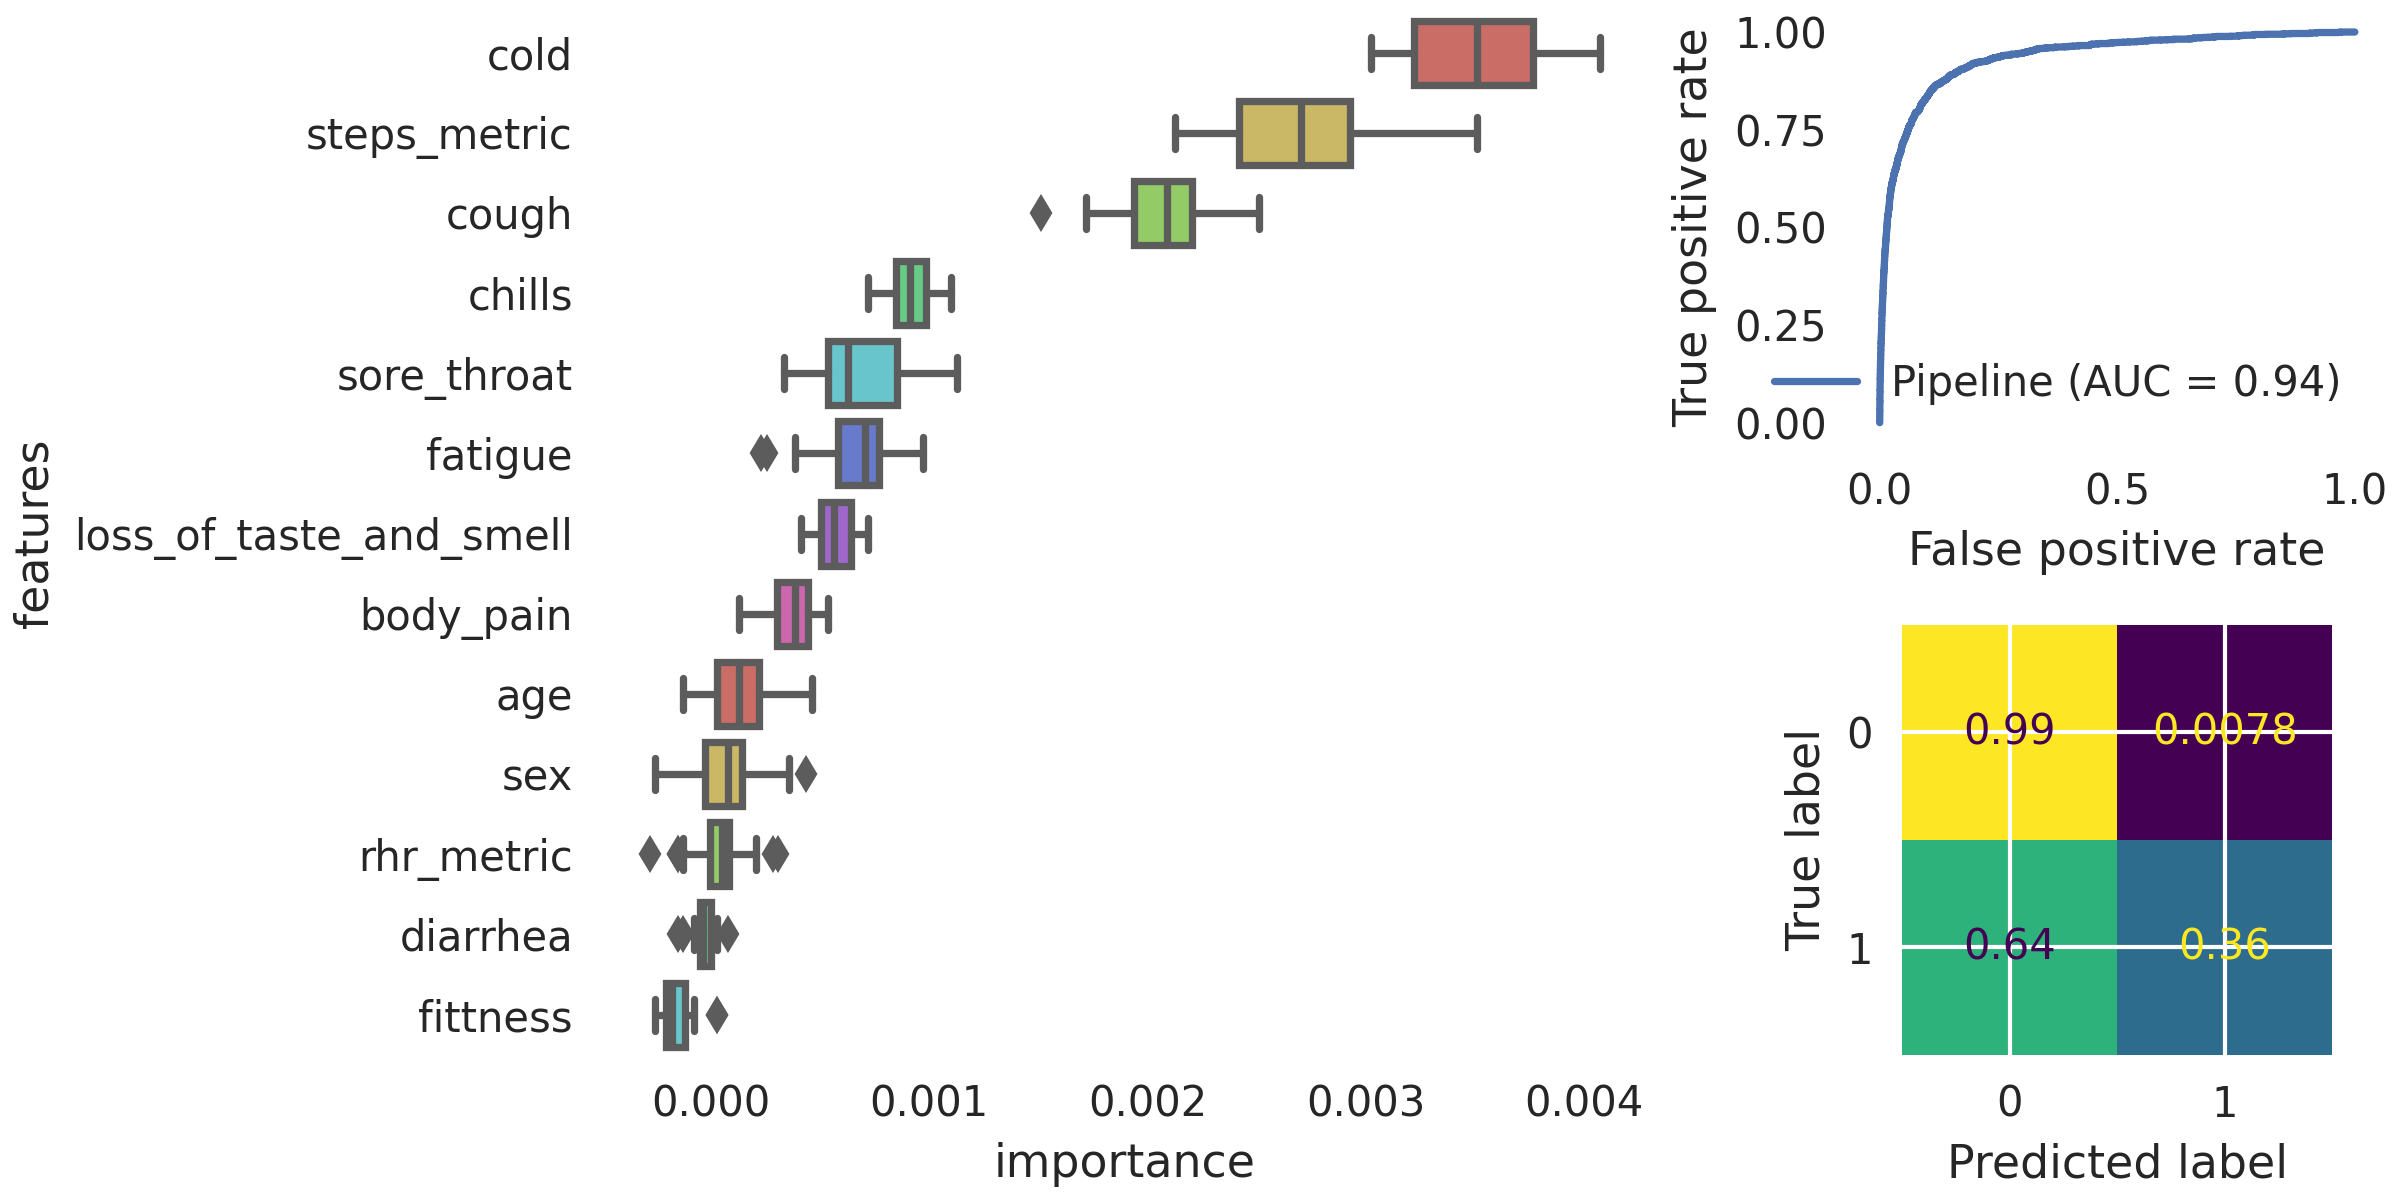 features
cold
steps_metric
cough
chills
sore_throat
fatigue
loss_of_taste_and_smell
body_pain
age
sex
rhr_metric
diarrhea
fittness
0.000 0.001 0.002 0.003 0.004
importance
True positive rate
1.00
0.75
0.50
0.25
0.00
Pipeline (AUC = 0.94)
0.0 0.5 1.0
False positive rate
True label
0 0.99 0.0078
1 0.64 0.36
0 1
Predicted label